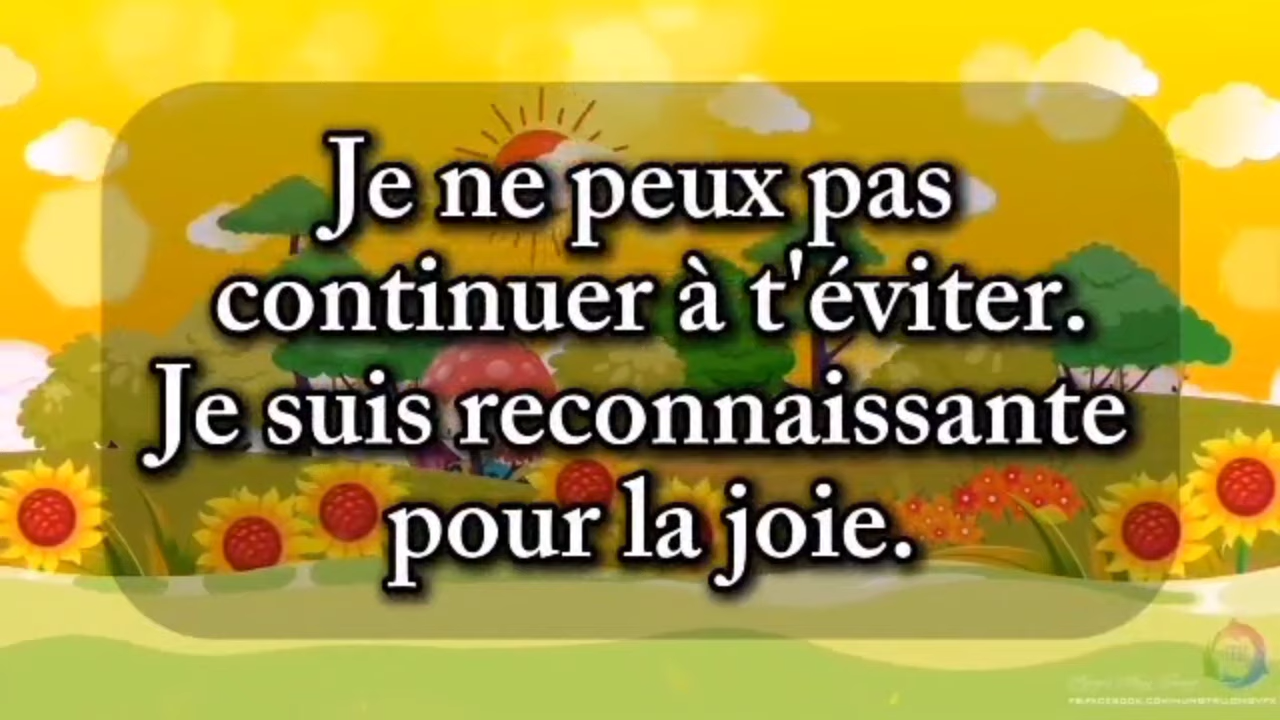 Je ne peux pas
continuer à t'éviter.
Je suis reconnaissante
pour la joie.